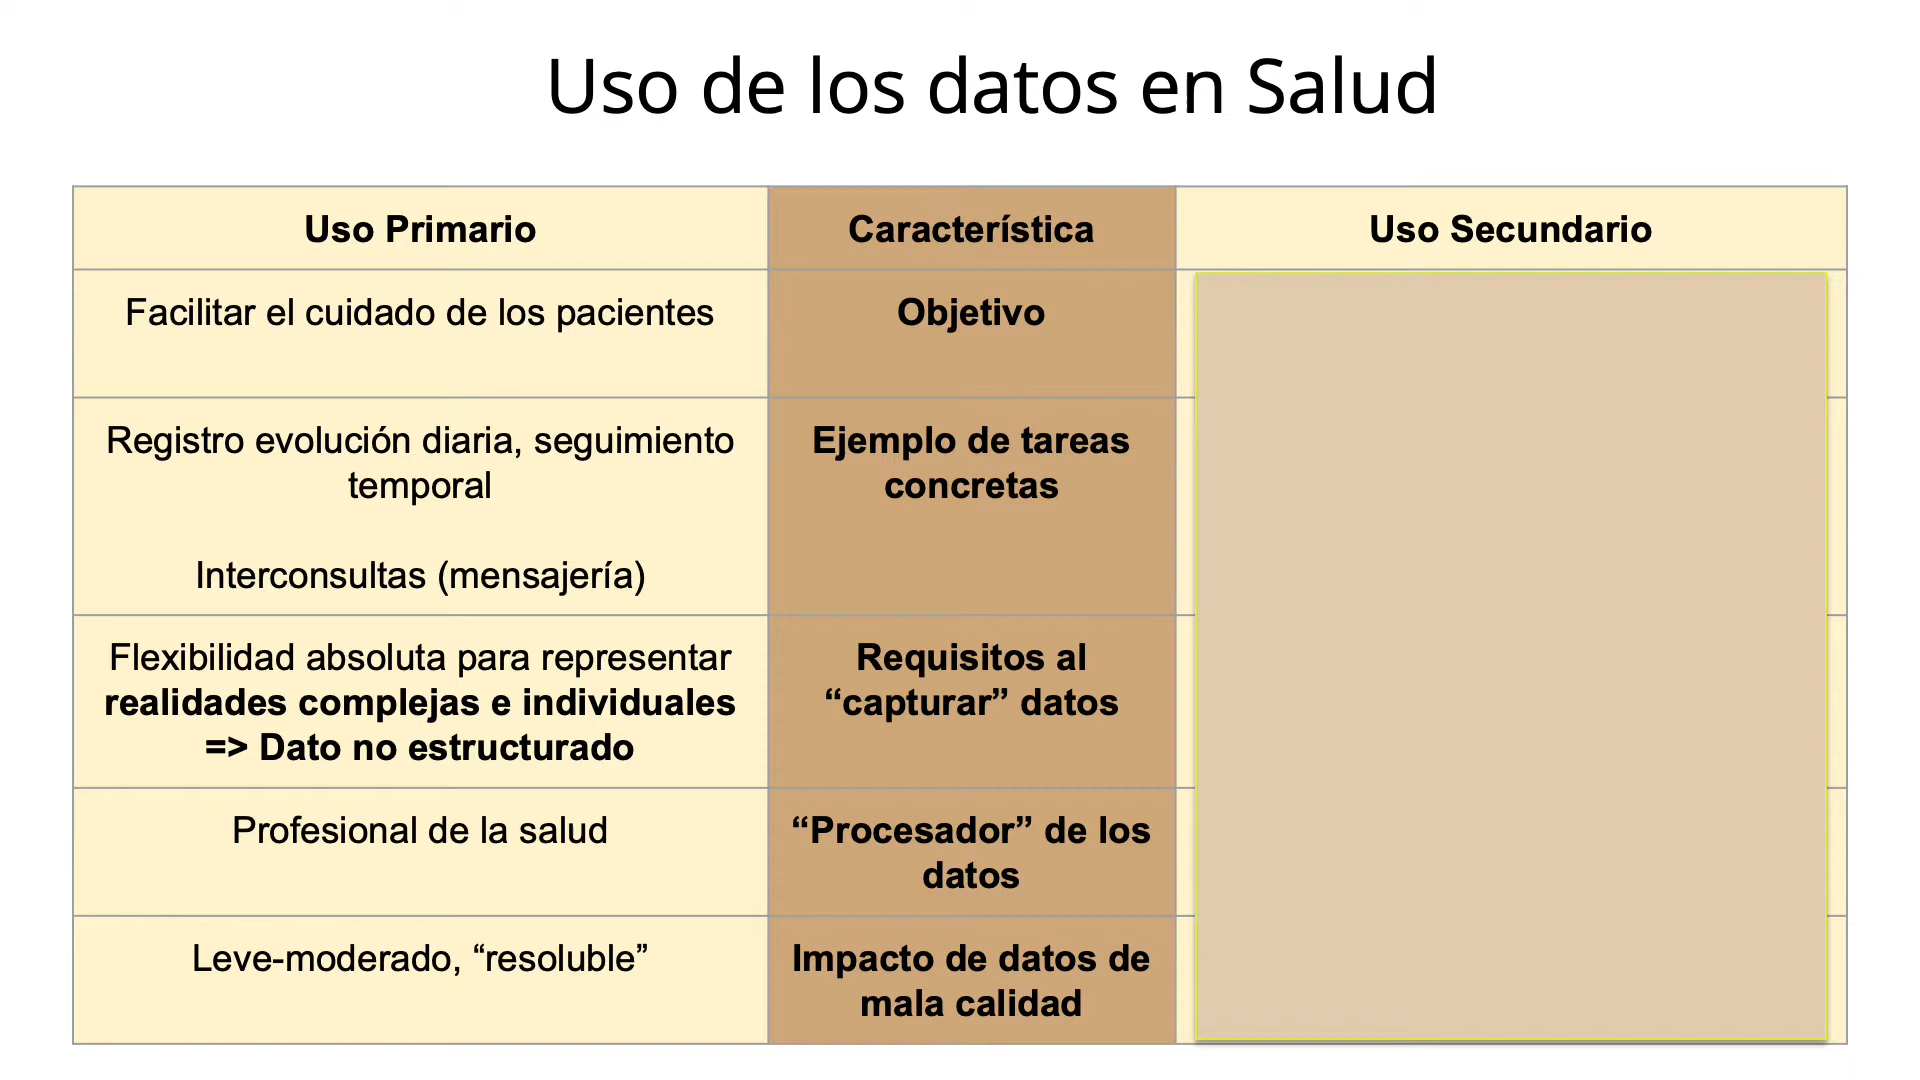 Uso de los datos en Salud
Uso Primario
Característica
Uso Secundario
Facilitar el cuidado de los pacientes
Objetivo
Registro evolución diaria, seguimiento
temporal
Interconsultas (mensajería)
Ejemplo de tareas
concretas
Flexibilidad absoluta para representar
realidades complejas e individuales
=> Dato no estructurado
Requisitos al
“capturar” datos
Profesional de la salud
“Procesador” de los
datos
Leve-moderado, “resoluble”
Impacto de datos de
mala calidad